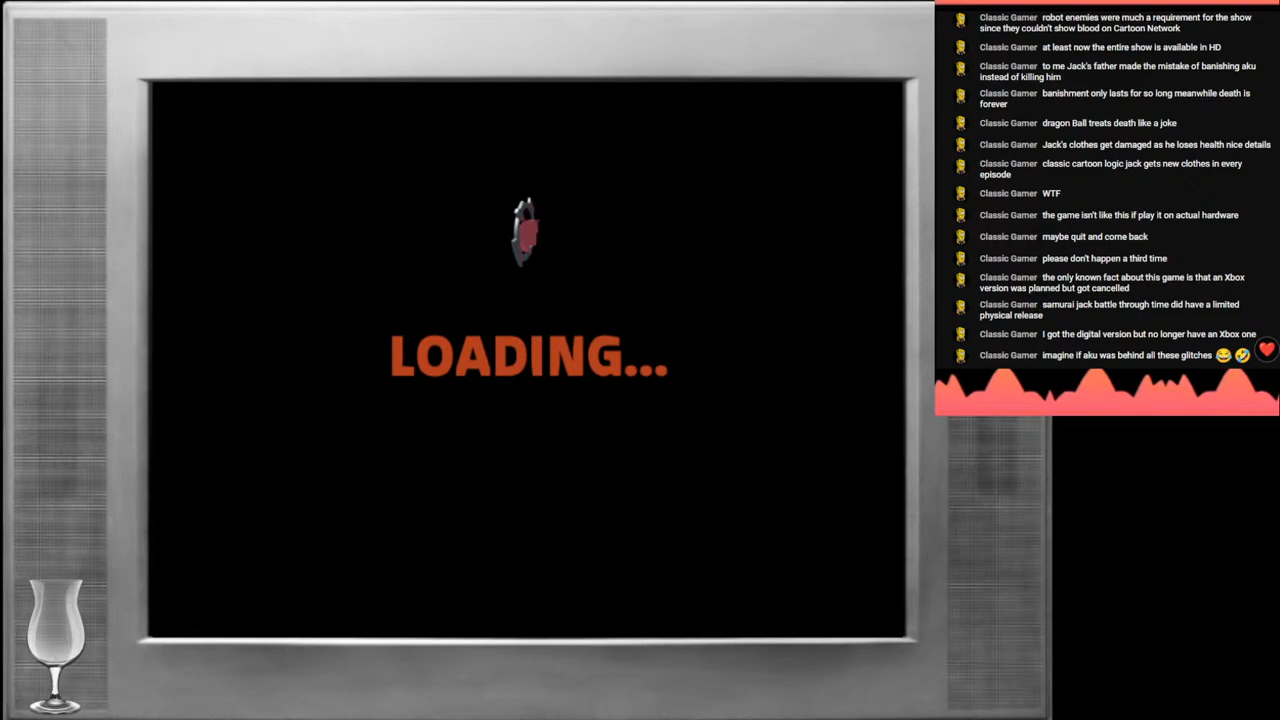 Classic Gamer robot enemies were much a requirement for the show
since they couldn't show blood on Cartoon Network
Classic Gamer at least now the entire show is available in HD
Classic Gamer to me Jack's father made the mistake of banishing aku
instead of killing him
Classic Gamer banishment only lasts for so long meanwhile death is
forever
Classic Gamer dragon Ball treats death like a joke
Classic Gamer Jack's clothes get damaged as he loses health nice details
Classic Gamer classic cartoon logic jack gets new clothes in every
episode
Classic Gamer WTF
Classic Gamer the game isn't like this if play it on actual hardware
Classic Gamer maybe quit and come back
Classic Gamer please don't happen a third time
Classic Gamer the only known fact about this game is that an Xbox
version was planned but got cancelled
Classic Gamer samurai jack battle through time did have a limited
physical release
Classic Gamer I got the digital version but no longer have an Xbox one
Classic Gamer imagine if aku was behind all these glitches 😂 🤣
LOADING...